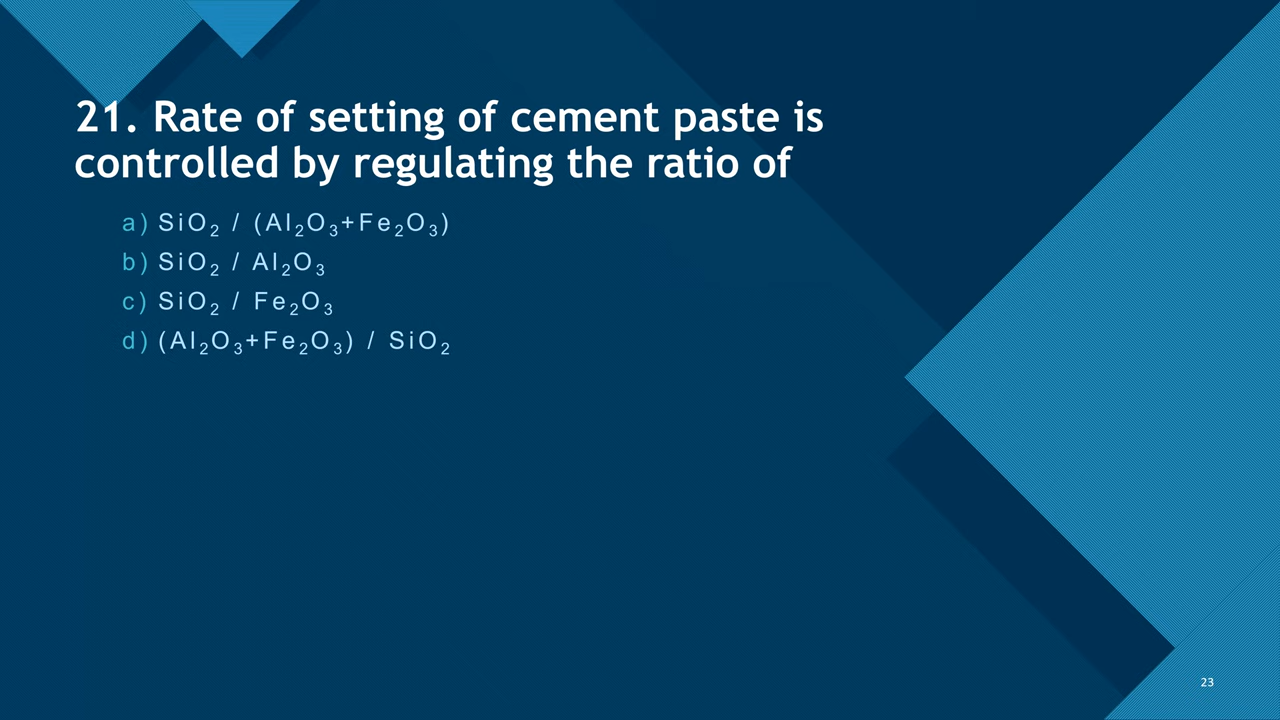 21. Rate of setting of cement paste is
controlled by regulating the ratio of
a) SiO₂ / (Al₂O₃+Fe₂O₃)
b) SiO₂ / Al₂O₃
c) SiO₂ / Fe₂O₃
d) (Al₂O₃+Fe₂O₃) / SiO₂
23